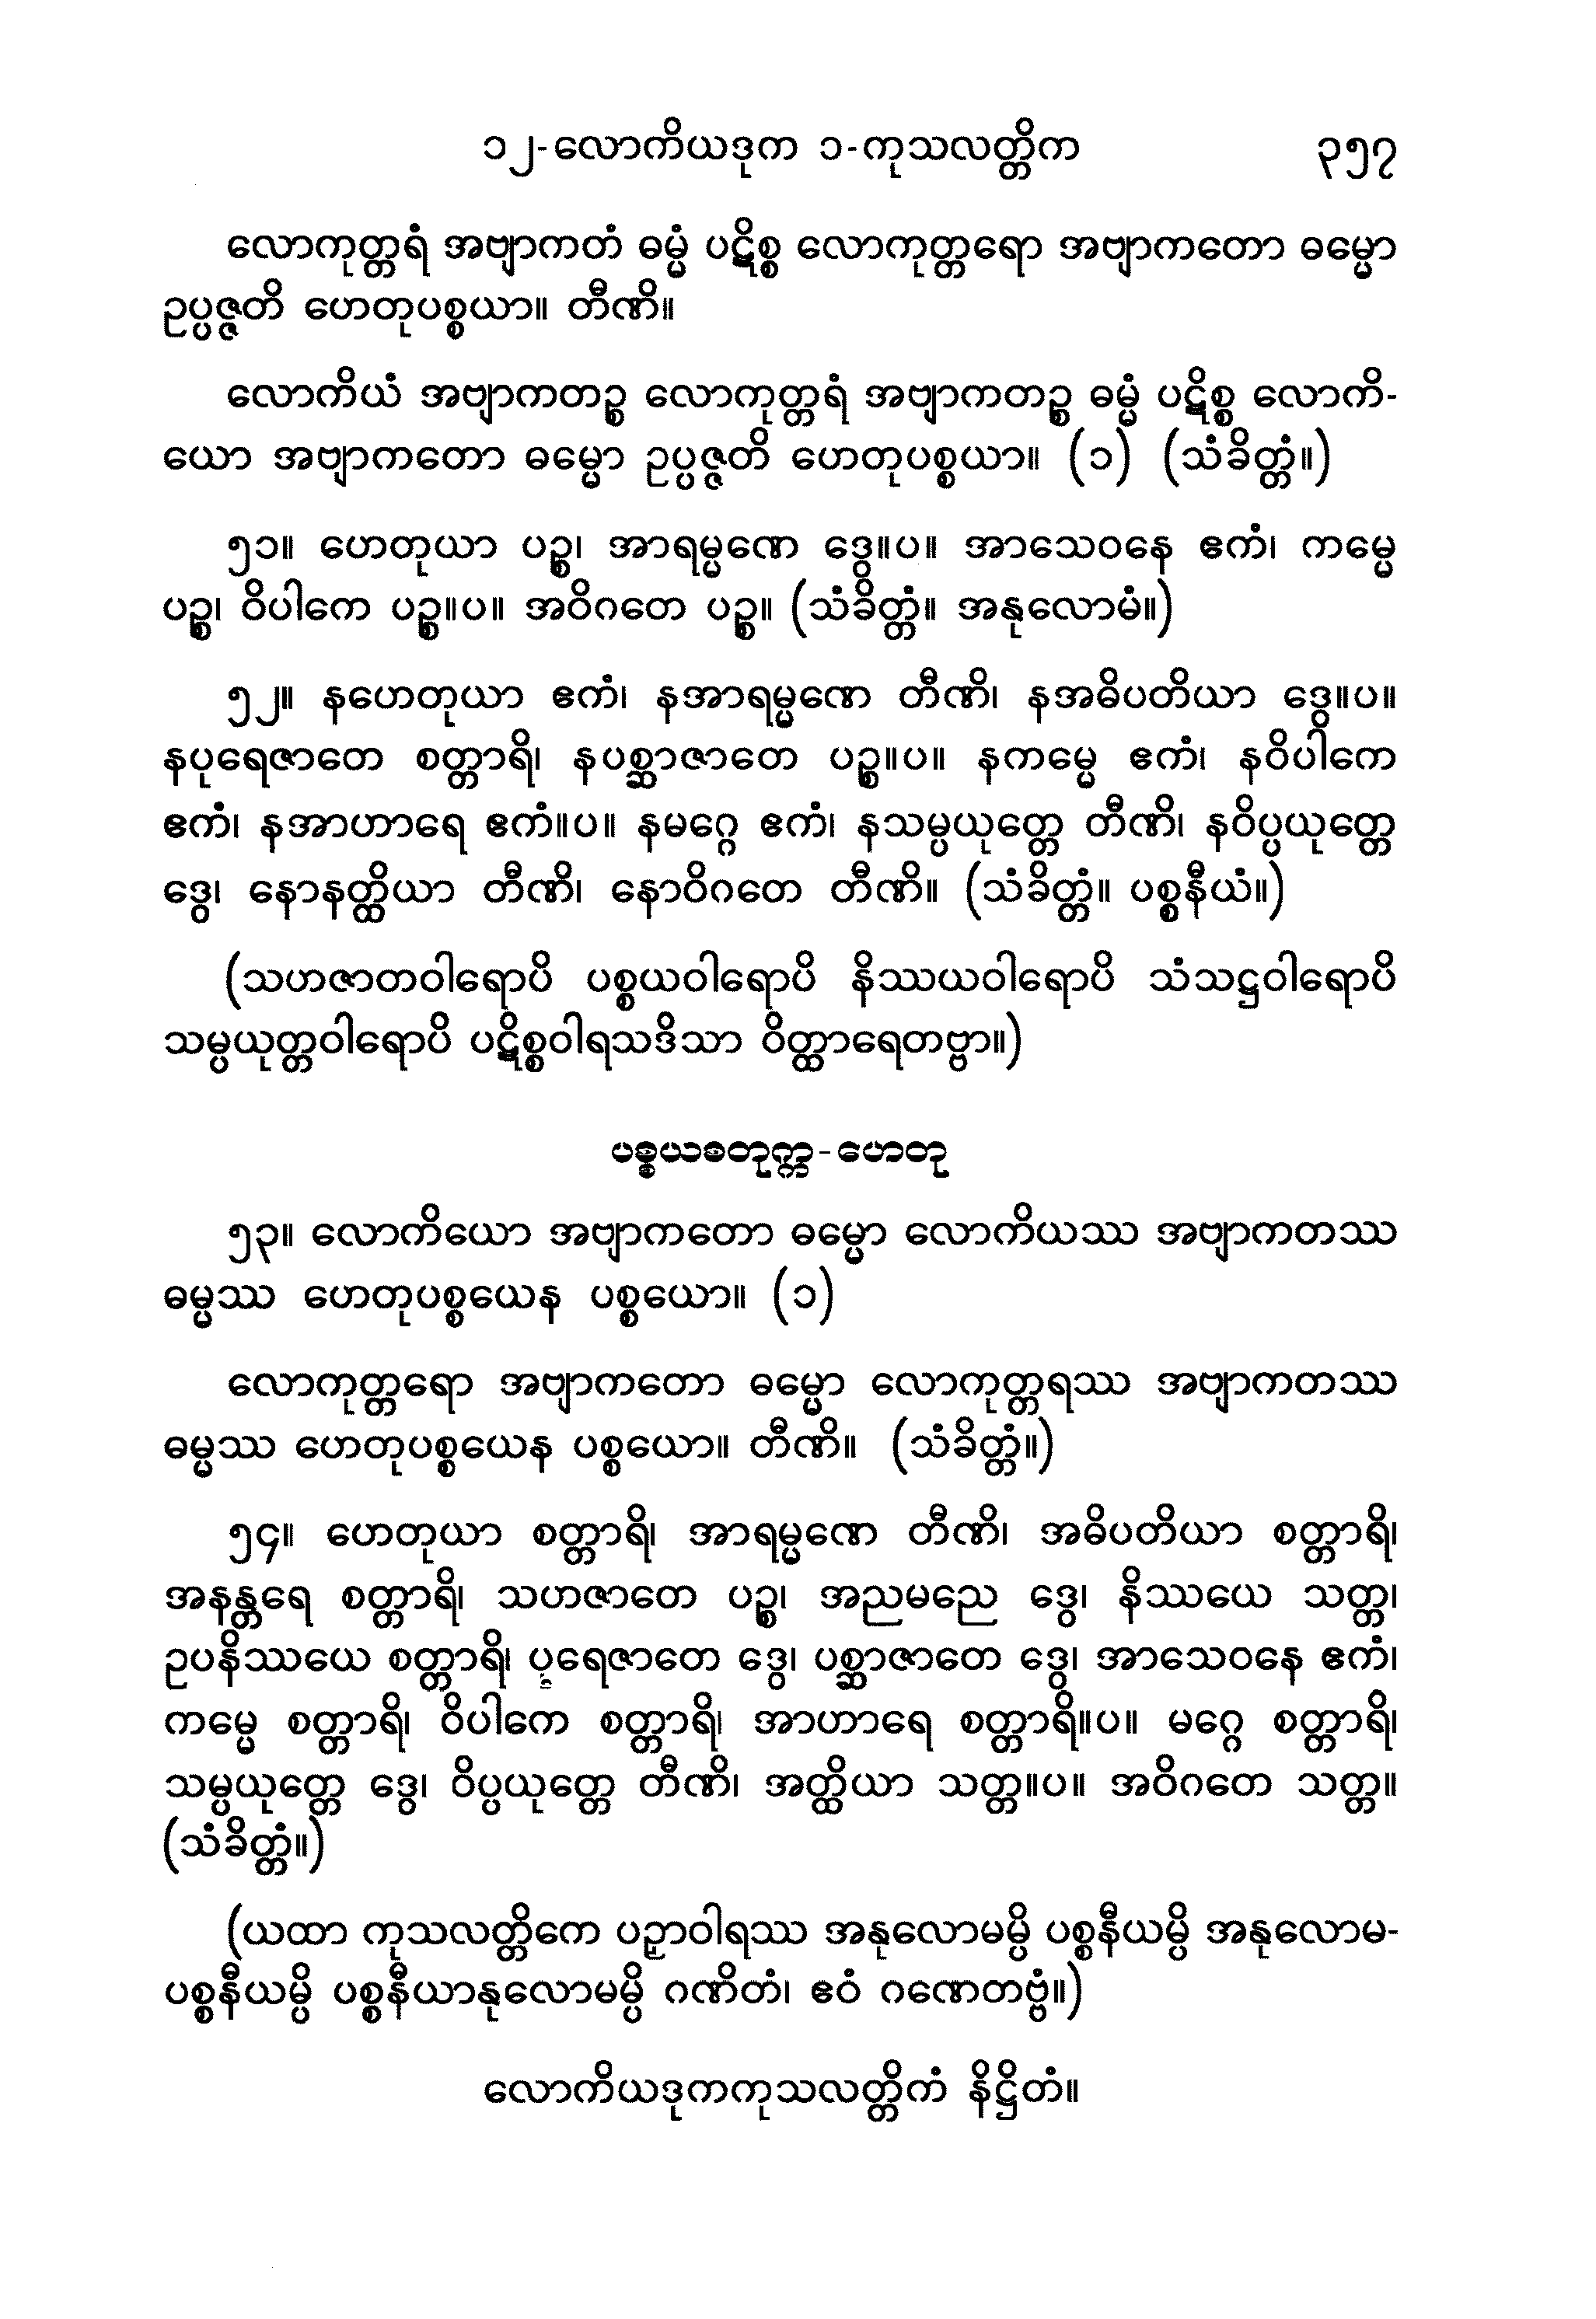 ၁၂-လောကိယဒုက ၁-ကုသလတ္တိက ၃၅၇
လောကုတ္တရံ အဗျာကတံ ဓမ္မံ ပဋိစ္စ လောကုတ္တရော အဗျာကတော ဓမ္မော
ဥပ္ပဇ္ဇတိ ဟေတုပစ္စယာ။ တီဏိ။
လောကိယံ အဗျာကတဉ္စ လောကုတ္တရံ အဗျာကတဉ္စ ဓမ္မံ ပဋိစ္စ လောကိ-
ယော အဗျာကတော ဓမ္မော ဥပ္ပဇ္ဇတိ ဟေတုပစ္စယာ။ (၁) (သံခိတ္တံ။)
၅၁။ ဟေတုယာ ပဉ္စ၊ အာရမ္မဏေ ဒွေ။ပ။ အာသေဝနေ ဧကံ၊ ကမ္မေ
ပဉ္စ၊ ဝိပါကေ ပဉ္စ။ပ။ အဝိဂတေ ပဉ္စ။ (သံခိတ္တံ။ အနုလောမံ။)
၅၂။ နဟေတုယာ ဧကံ၊ နအာရမ္မဏေ တီဏိ၊ နအဓိပတိယာ ဒွေ။ပ။
နပုရေဇာတေ စတ္တာရိ၊ နပစ္ဆာဇာတေ ပဉ္စ။ပ။ နကမ္မေ ဧကံ၊ နဝိပါကေ
ဧကံ၊ နအာဟာရေ ဧကံ။ပ။ နမဂ္ဂေ ဧကံ၊ နသမ္ပယုတ္တေ တီဏိ၊ နဝိပ္ပယုတ္တေ
ဒွေ၊ နောနတ္ထိယာ တီဏိ၊ နောဝိဂတေ တီဏိ။ (သံခိတ္တံ။ ပစ္စနီယံ။)
(သဟဇာတဝါရောပိ ပစ္စယဝါရောပိ နိဿယဝါရောပိ သံသဋ္ဌဝါရောပိ
သမ္ပယုတ္တဝါရောပိ ပဋိစ္စဝါရသဒိသာ ဝိတ္ထာရေတဗ္ဗာ။)
ပစ္စယစတုက္က-ဟေတု
၅၃။ လောကိယော အဗျာကတော ဓမ္မော လောကိယဿ အဗျာကတဿ
ဓမ္မဿ ဟေတုပစ္စယေန ပစ္စယော။ (၁)
လောကုတ္တရော အဗျာကတော ဓမ္မော လောကုတ္တရဿ အဗျာကတဿ
ဓမ္မဿ ဟေတုပစ္စယေန ပစ္စယော။ တီဏိ။ (သံခိတ္တံ။)
၅၄။ ဟေတုယာ စတ္တာရိ၊ အာရမ္မဏေ တီဏိ၊ အဓိပတိယာ စတ္တာရိ၊
အနန္တရေ စတ္တာရိ၊ သဟဇာတေ ပဉ္စ၊ အညမညေ ဒွေ၊ နိဿယေ သတ္တ၊
ဥပနိဿယေ စတ္တာရိ၊ ပုရေဇာတေ ဒွေ၊ ပစ္ဆာဇာတေ ဒွေ၊ အာသေဝနေ ဧကံ၊
ကမ္မေ စတ္တာရိ၊ ဝိပါကေ စတ္တာရိ၊ အာဟာရေ စတ္တာရိ။ပ။ မဂ္ဂေ စတ္တာရိ၊
သမ္ပယုတ္တေ ဒွေ၊ ဝိပ္ပယုတ္တေ တီဏိ၊ အတ္ထိယာ သတ္တ။ပ။ အဝိဂတေ သတ္တ။
(သံခိတ္တံ။)
(ယထာ ကုသလတ္တိကေ ပဉှာဝါရဿ အနုလောမမ္ပိ ပစ္စနီယမ္ပိ အနုလောမ-
ပစ္စနီယမ္ပိ ပစ္စနီယာနုလောမမ္ပိ ဂဏိတံ၊ ဧဝံ ဂဏေတဗ္ဗံ။)
လောကိယဒုကကုသလတ္တိကံ နိဋ္ဌိတံ။